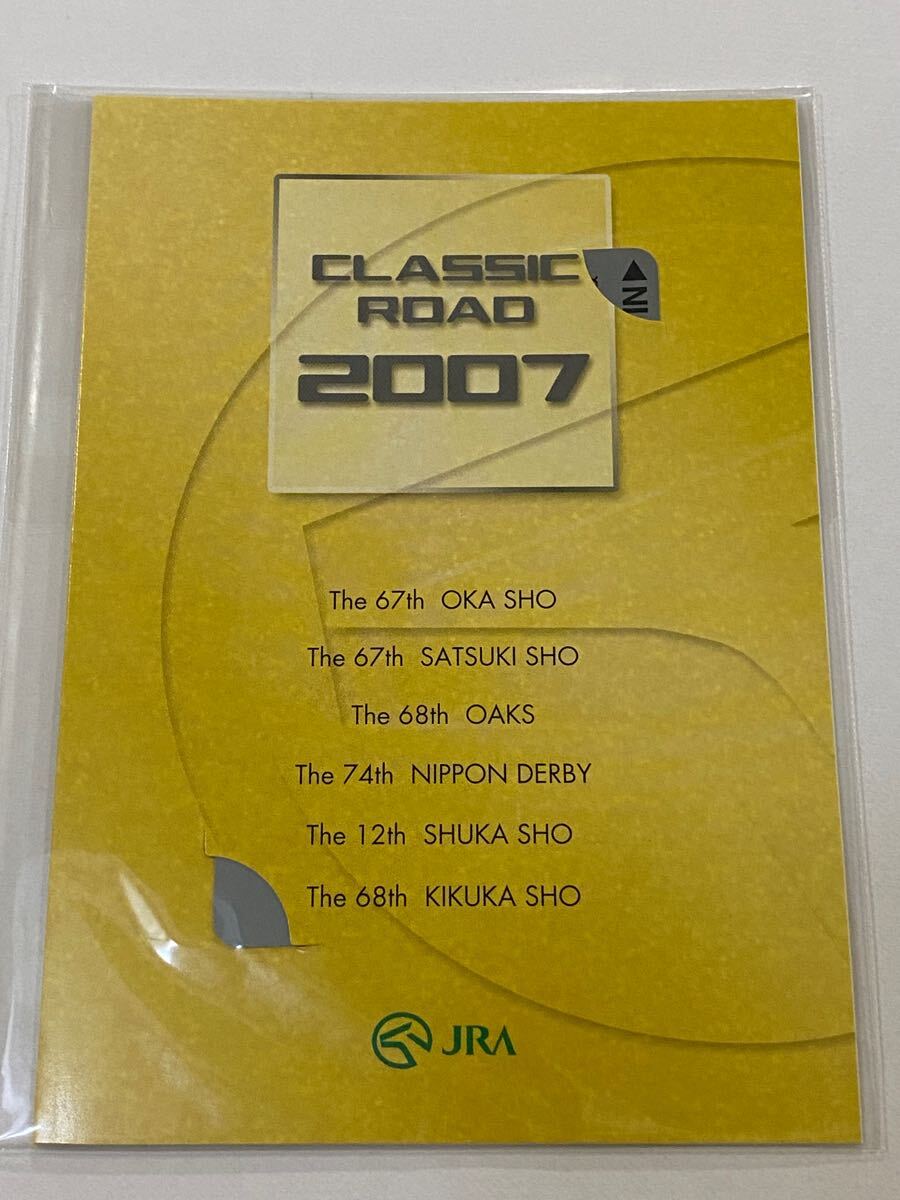 CLASSIC
ROAD
2007
IN
The 67th OKA SHO
The 67th SATSUKI SHO
The 68th OAKS
The 74th NIPPON DERBY
The 12th SHUKA SHO
The 68th KIKUKA SHO
JRA